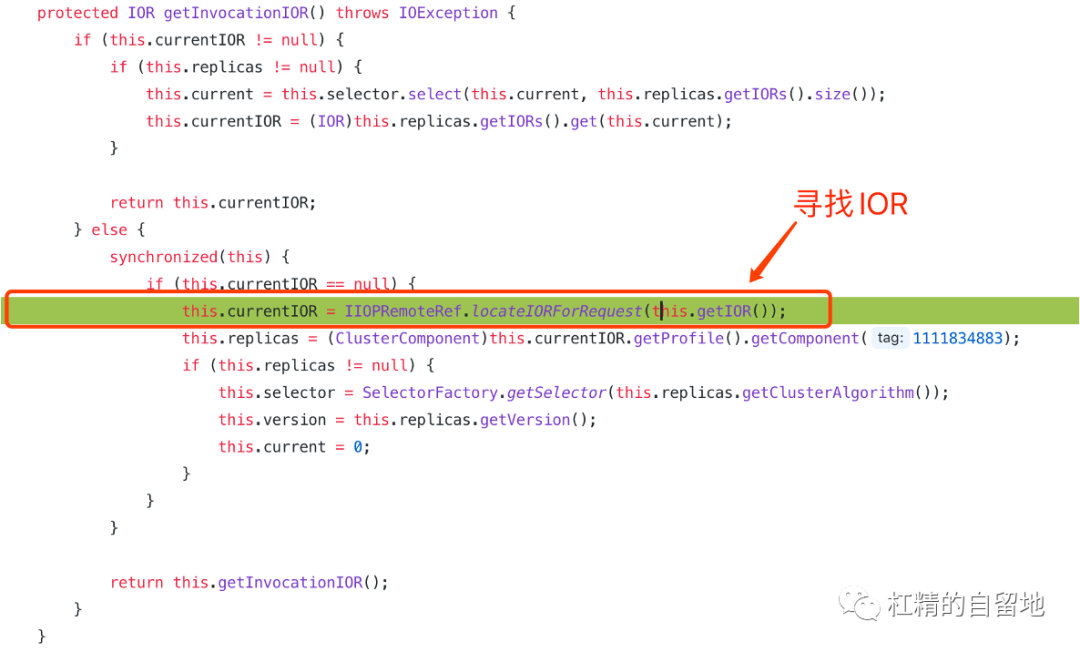 protected IOR getInvocationIOR() throws IOException {
if (this.currentIOR != null) {
if (this.replicas != null) {
this.current = this.selector.select(this.current, this.replicas.getIORs().size());
this.currentIOR = (IOR)this.replicas.getIORs().get(this.current);
}
return this.currentIOR;
寻找IOR
} else {
synchronized(this) {
if (this.currentIOR == null) {
this.currentIOR = IIOPRemoteRef.locateIORForRequest(this.getIOR());
this.replicas = (ClusterComponent)this.currentIOR.getProfile().getComponent( tag: 1111834883);
if (this.replicas != null) {
this.selector = SelectorFactory.getSelector(this.replicas.getClusterAlgorithm());
this.version = this.replicas.getVersion();
this.current = 0;
}
}
}
return this.getInvocationIOR();
}
}
杠精的自留地